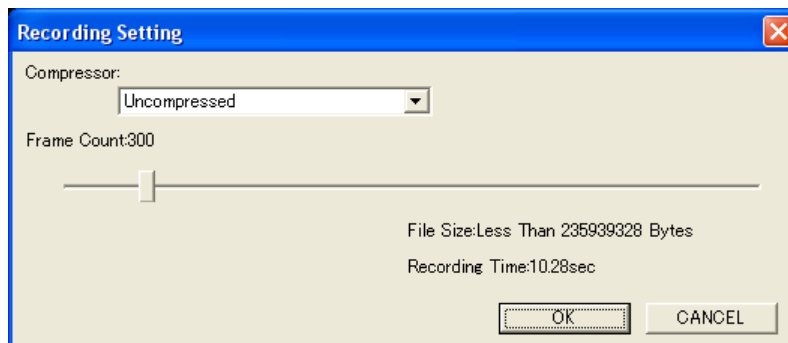 Recording Setting
Compressor:
Uncompressed
Frame Count:300
File Size:Less Than 235939328 Bytes
Recording Time:10.28sec
OK
CANCEL